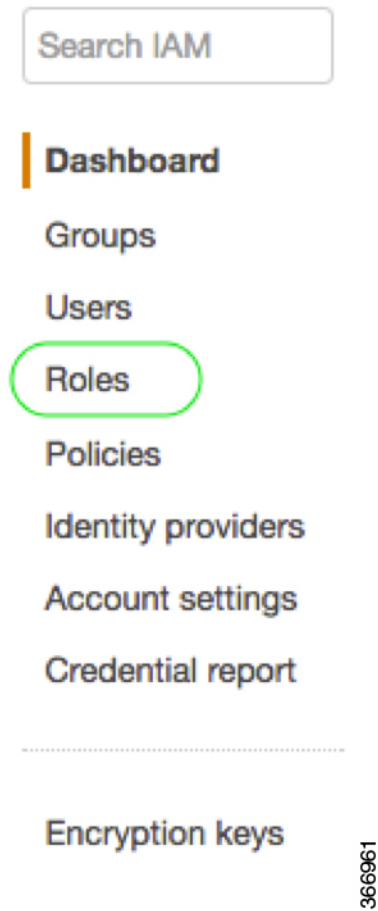 Search IAM
Dashboard
Groups
Users
Roles
Policies
Identity providers
Account settings
Credential report
Encryption keys
366961